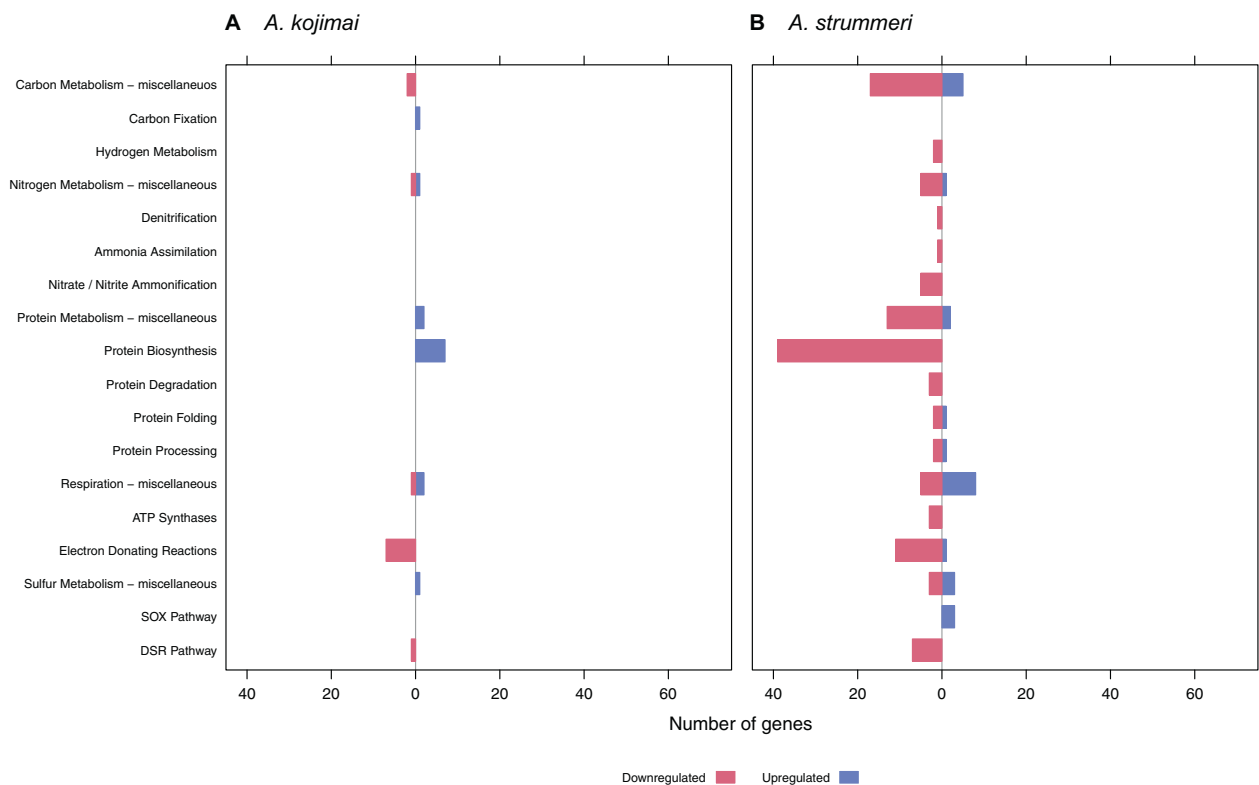 A A. kojimai
B A. strummeri
Carbon Metabolism – miscellaneuos
Carbon Fixation
Hydrogen Metabolism
Nitrogen Metabolism – miscellaneous
Denitrification
Ammonia Assimilation
Nitrate / Nitrite Ammonification
Protein Metabolism – miscellaneous
Protein Biosynthesis
Protein Degradation
Protein Folding
Protein Processing
Respiration – miscellaneous
ATP Synthases
Electron Donating Reactions
Sulfur Metabolism – miscellaneous
SOX Pathway
DSR Pathway
40 20 0 20 40 60
40 20 0 20 40 60
Number of genes
Downregulated Upregulated